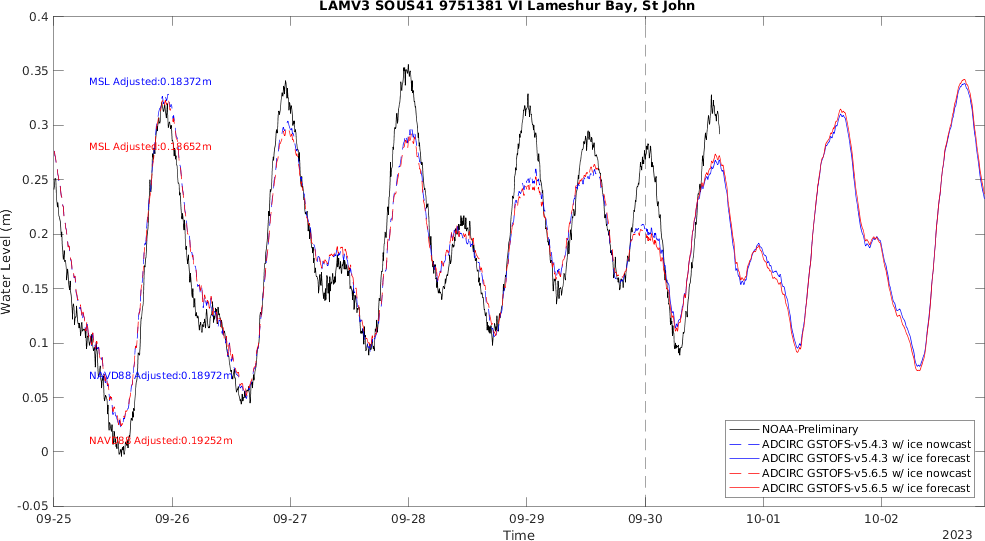 LAMV3 SOUS41 9751381 VI Lameshur Bay, St John
0.4
0.35
0.3
0.25
0.2
0.15
0.1
0.05
0
-0.05
Water Level (m)
MSL Adjusted:0.18372m
MSL Adjusted:0.18652m
NAVD88 Adjusted:0.18972m
NAVD88 Adjusted:0.19252m
NOAA-Preliminary
ADCIRC GSTOFS-v5.4.3 w/ ice nowcast
ADCIRC GSTOFS-v5.4.3 w/ ice forecast
ADCIRC GSTOFS-v5.6.5 w/ ice nowcast
ADCIRC GSTOFS-v5.6.5 w/ ice forecast
09-25 09-26 09-27 09-28 09-29 09-30 10-01 10-02
Time
2023